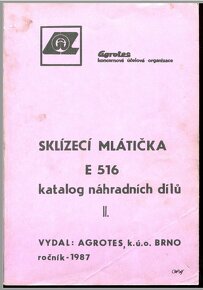 Agrotes
koncernová účelová organizace
SKLÍZECÍ MLÁTIČKA
E 516
katalog náhradních dílů
II.
VYDAL: AGROTES, k.ú.o. BRNO
ročník-1987